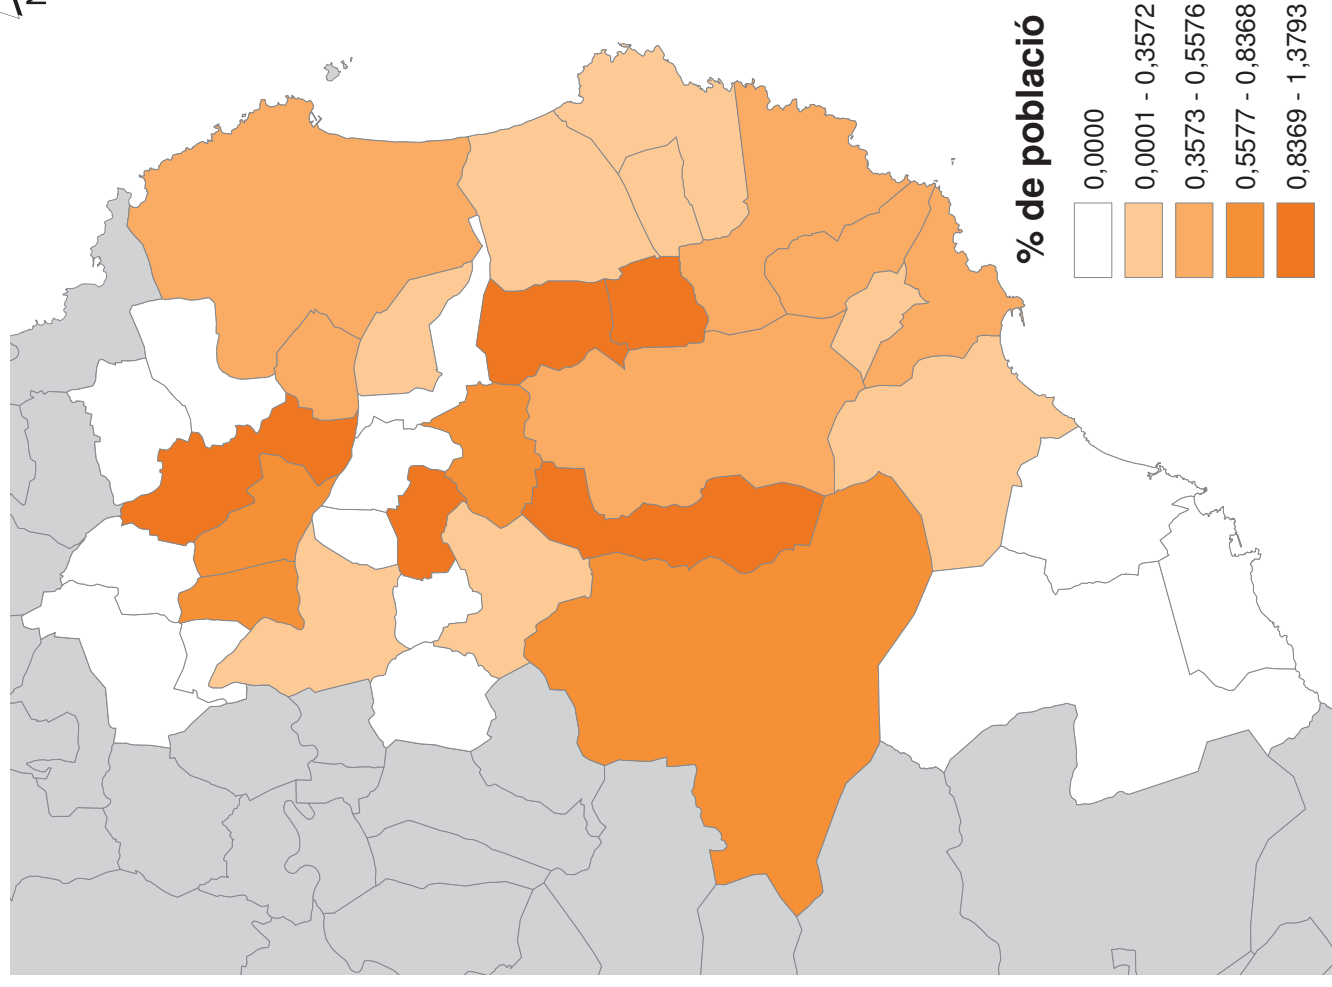 % de població
0,0000
0,0001 - 0,3572
0,3573 - 0,5576
0,5577 - 0,8368
0,8369 - 1,3793